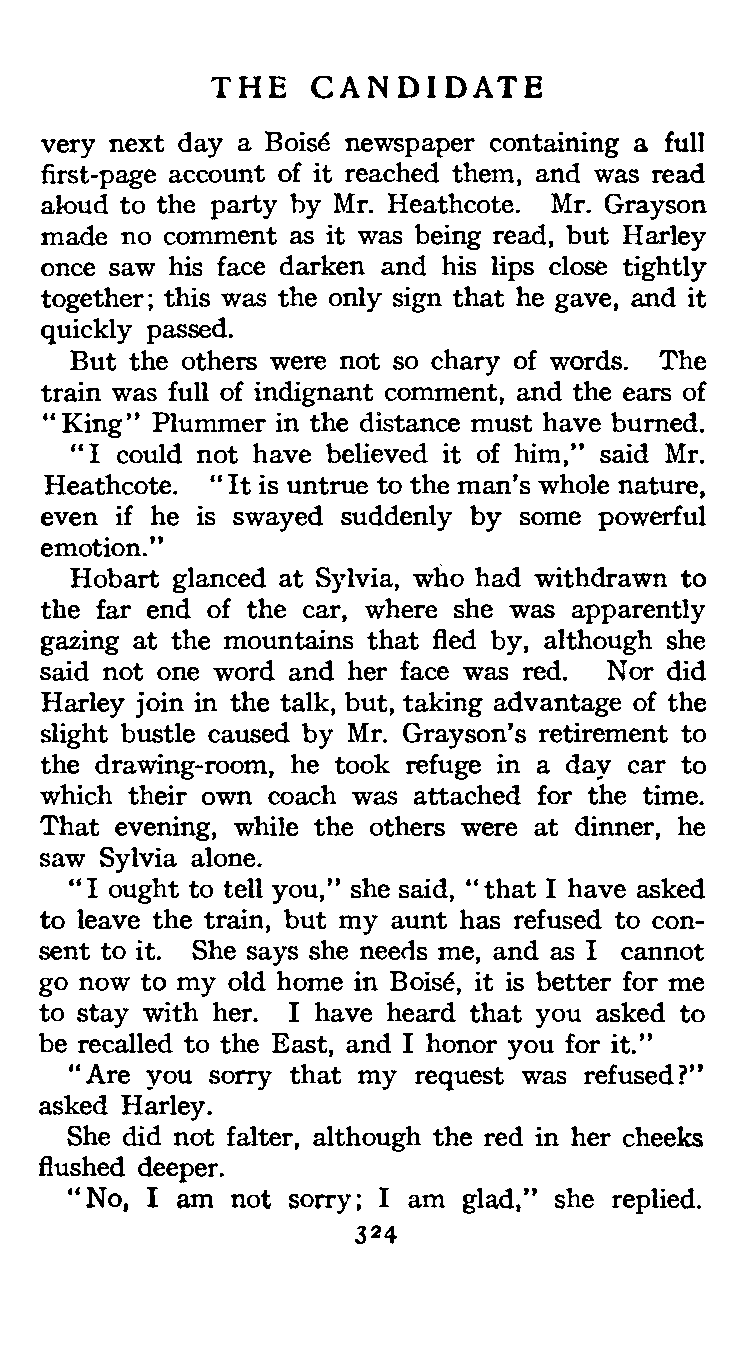 THE CANDIDATE
very next day a Boisé newspaper containing a full
first-page account of it reached them, and was read
aloud to the party by Mr. Heathcote. Mr. Grayson
made no comment as it was being read, but Harley
once saw his face darken and his lips close tightly
together; this was the only sign that he gave, and it
quickly passed.
But the others were not so chary of words. The
train was full of indignant comment, and the ears of
"King" Plummer in the distance must have burned.
"I could not have believed it of him," said Mr.
Heathcote. "It is untrue to the man's whole nature,
even if he is swayed suddenly by some powerful
emotion."
Hobart glanced at Sylvia, who had withdrawn to
the far end of the car, where she was apparently
gazing at the mountains that fled by, although she
said not one word and her face was red. Nor did
Harley join in the talk, but, taking advantage of the
slight bustle caused by Mr. Grayson's retirement to
the drawing-room, he took refuge in a day car to
which their own coach was attached for the time.
That evening, while the others were at dinner, he
saw Sylvia alone.
"I ought to tell you," she said, "that I have asked
to leave the train, but my aunt has refused to con-
sent to it. She says she needs me, and as I cannot
go now to my old home in Boisé, it is better for me
to stay with her. I have heard that you asked to
be recalled to the East, and I honor you for it."
"Are you sorry that my request was refused?"
asked Harley.
She did not falter, although the red in her cheeks
flushed deeper.
"No, I am not sorry; I am glad," she replied.
324